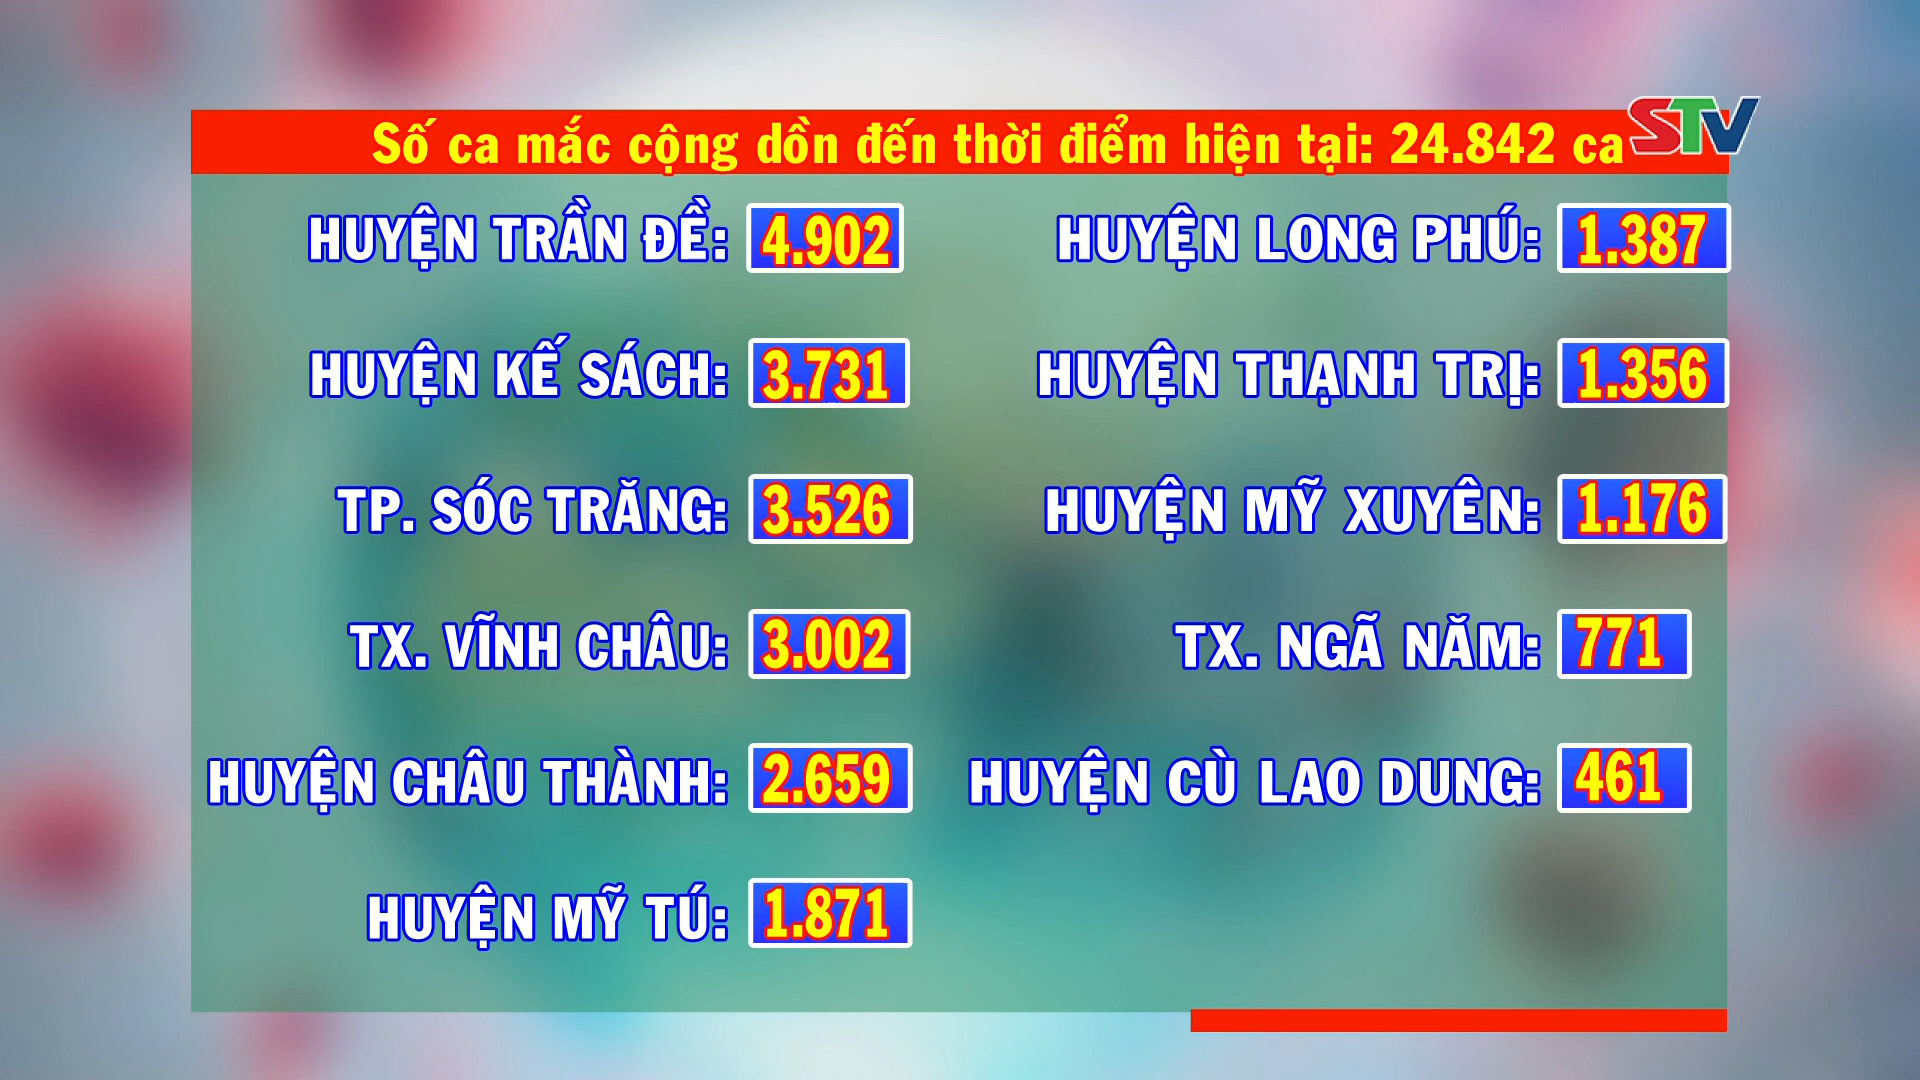 STV
Số ca mắc cộng dồn đến thời điểm hiện tại: 24.842 ca
HUYỆN TRẦN ĐỀ: 4.902
HUYỆN KẾ SÁCH: 3.731
TP. SÓC TRĂNG: 3.526
TX. VĨNH CHÂU: 3.002
HUYỆN CHÂU THÀNH: 2.659
HUYỆN MỸ TÚ: 1.871
HUYỆN LONG PHÚ: 1.387
HUYỆN THẠNH TRỊ: 1.356
HUYỆN MỸ XUYÊN: 1.176
TX. NGÃ NĂM: 771
HUYỆN CÙ LAO DUNG: 461